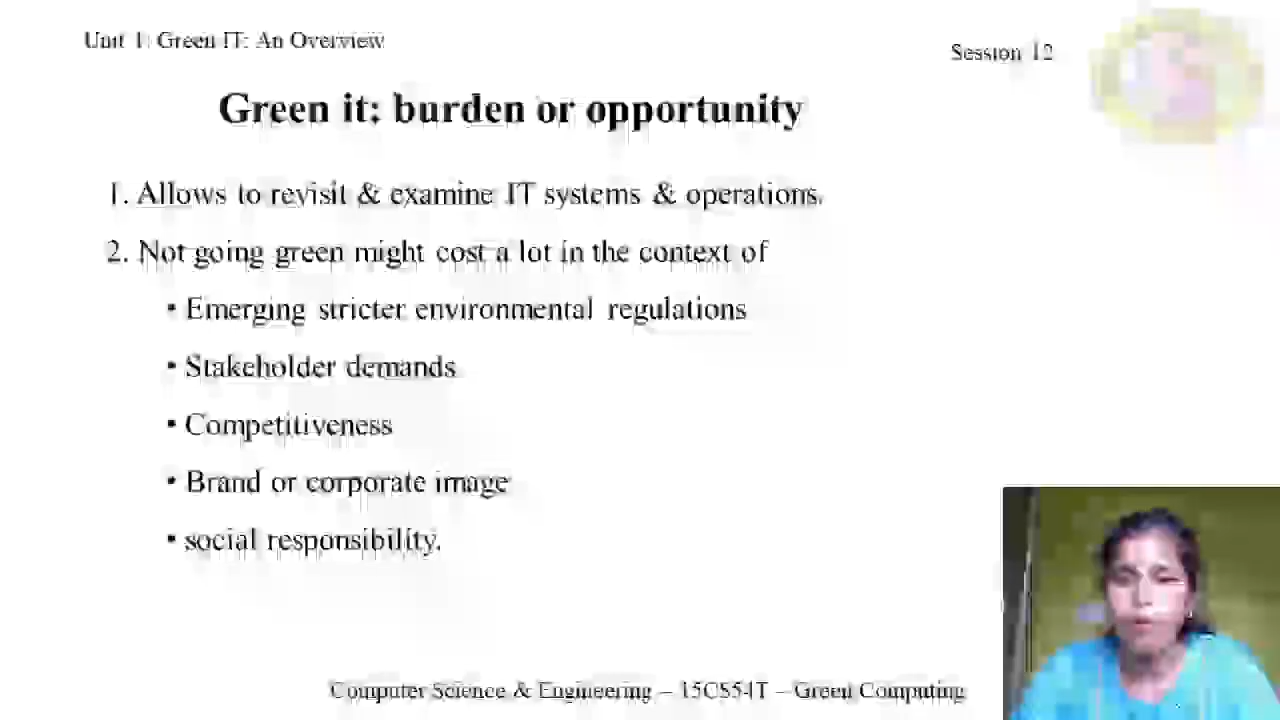 Unit 1: Green IT: An Overview
Session 12
Green it: burden or opportunity
1. Allows to revisit & examine IT systems & operations.
2. Not going green might cost a lot in the context of
• Emerging stricter environmental regulations
• Stakeholder demands
• Competitiveness
• Brand or corporate image
• social responsibility.
Computer Science & Engineering – 15CS54T – Green Computing